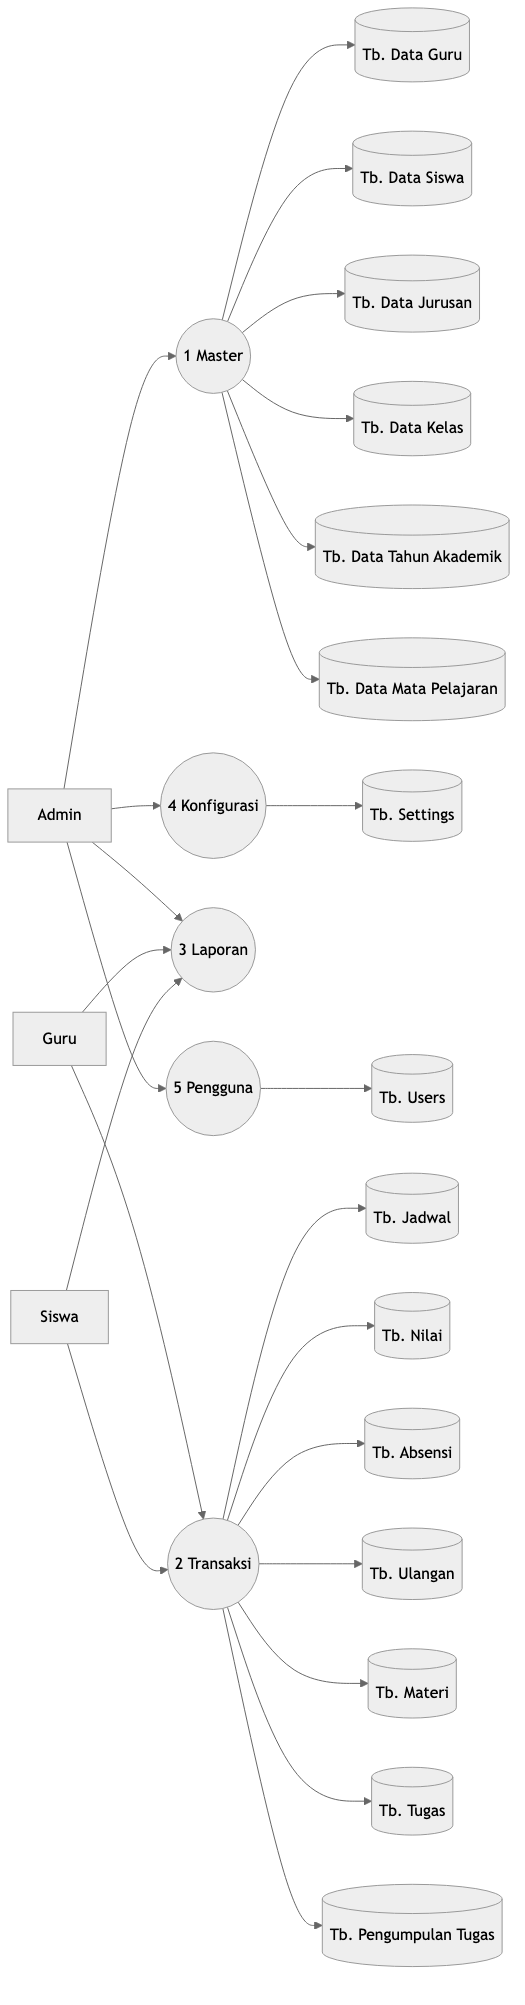 Tb. Data Guru
Tb. Data Siswa
Tb. Data Jurusan
1 Master
Tb. Data Kelas
Tb. Data Tahun Akademik
Tb. Data Mata Pelajaran
Admin
4 Konfigurasi
Tb. Settings
3 Laporan
Guru
5 Pengguna
Tb. Users
Tb. Jadwal
Siswa
Tb. Nilai
Tb. Absensi
2 Transaksi
Tb. Ulangan
Tb. Materi
Tb. Tugas
Tb. Pengumpulan Tugas